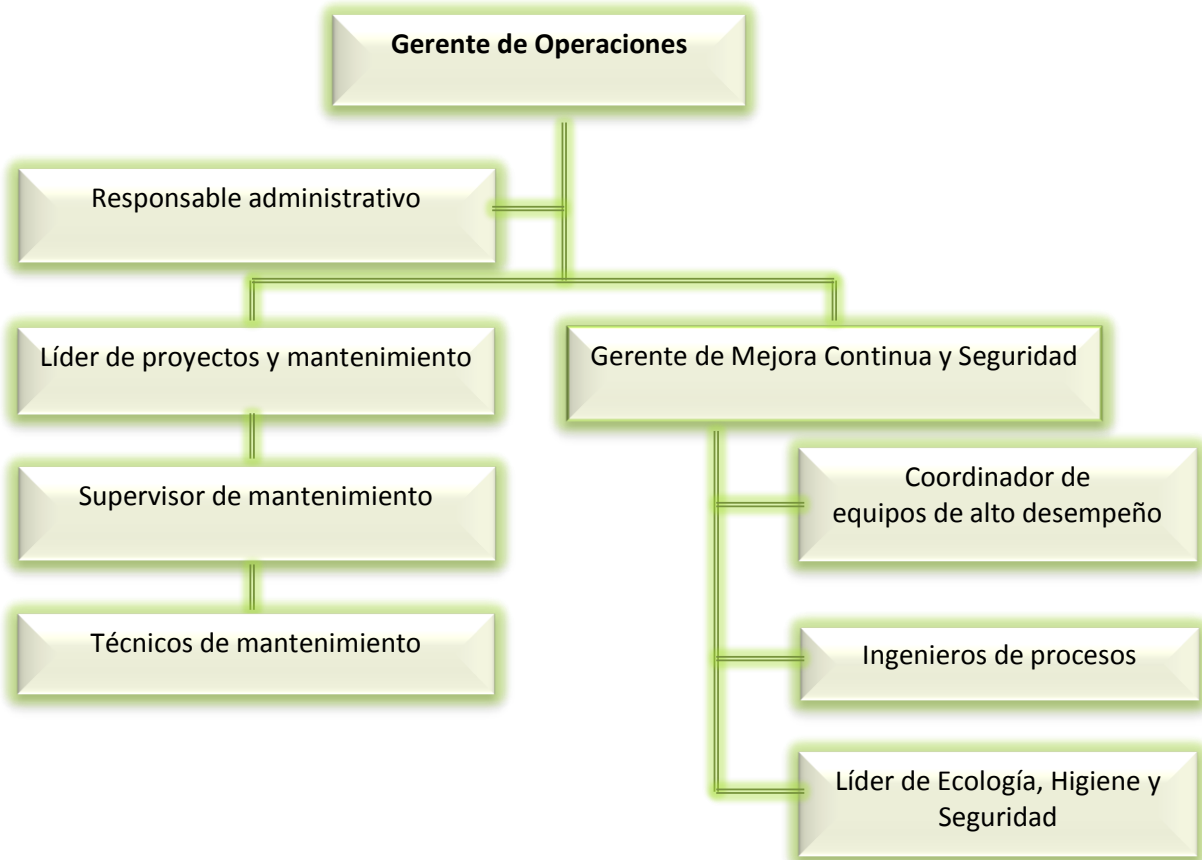 Gerente de Operaciones
Responsable administrativo
Líder de proyectos y mantenimiento
Gerente de Mejora Continua y Seguridad
Supervisor de mantenimiento
Coordinador de
equipos de alto desempeño
Técnicos de mantenimiento
Ingenieros de procesos
Líder de Ecología, Higiene y
Seguridad